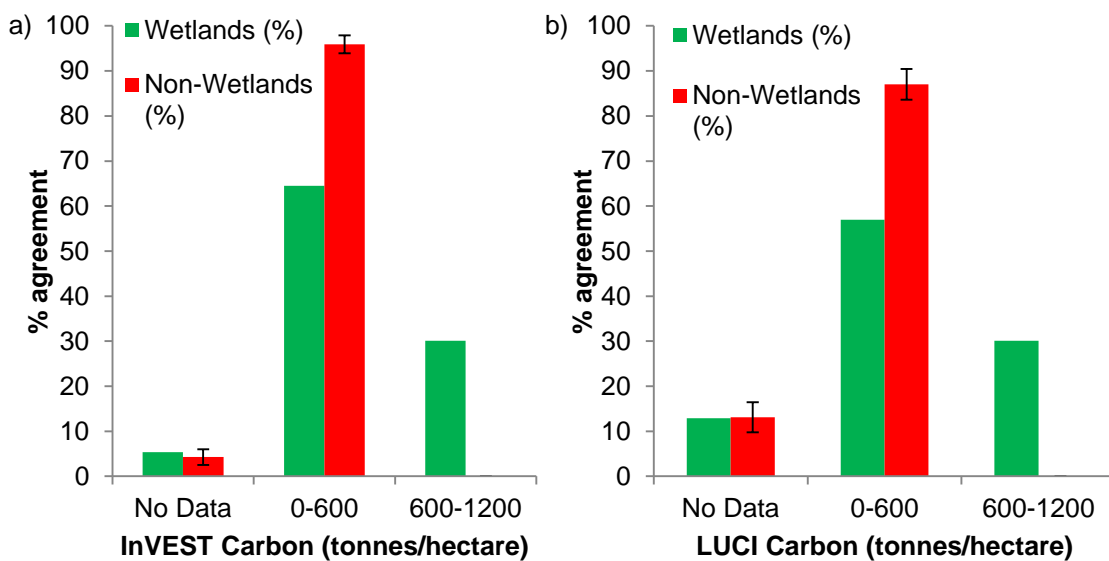 a)
% agreement
100
90
80
70
60
50
40
30
20
10
0
Wetlands (%)
Non-Wetlands
(%)
No Data
0-600
600-1200
InVEST Carbon (tonnes/hectare)
b)
% agreement
100
90
80
70
60
50
40
30
20
10
0
Wetlands (%)
Non-Wetlands
(%)
No Data
0-600
600-1200
LUCI Carbon (tonnes/hectare)